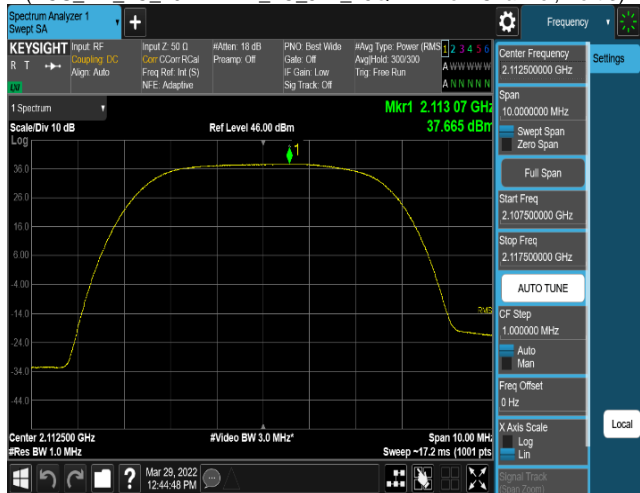 Spectrum Analyzer 1
Swept SA
Frequency
KEYSIGHT
R T
Input: RF
Coupling: DC
Align: Auto
Input Z: 50 Ω
Corr CCorr RCal
Freq Ref: Int (S)
NFE: Adaptive
#Atten: 18 dB
Preamp: Off
PNO: Best Wide
Gate: Off
IF Gain: Low
Sig Track: Off
#Avg Type: Power (RMS
Avg|Hold: 300/300
Trig: Free Run
1 2 3 4 5 6
A W W W W W
A N N N N N
1 Spectrum
Scale/Div 10 dB
Log
Ref Level 46.00 dBm
Mkr1 2.113 07 GHz
37.665 dBm
1
36.0
26.0
16.0
6.00
-4.00
-14.0
-24.0
-34.0
-44.0
RMS
Center 2.112500 GHz
#Res BW 1.0 MHz
#Video BW 3.0 MHz*
Span 10.00 MHz
Sweep ~17.2 ms (1001 pts
Mar 29, 2022
12:44:48 PM
Center Frequency
2.112500000 GHz
Settings
Span
10.0000000 MHz
Swept Span
Zero Span
Full Span
Start Freq
2.107500000 GHz
Stop Freq
2.117500000 GHz
AUTO TUNE
CF Step
1.000000 MHz
Auto
Man
Freq Offset
0 Hz
X Axis Scale
Log
Lin
Local
Signal Track
(Span Zoom)